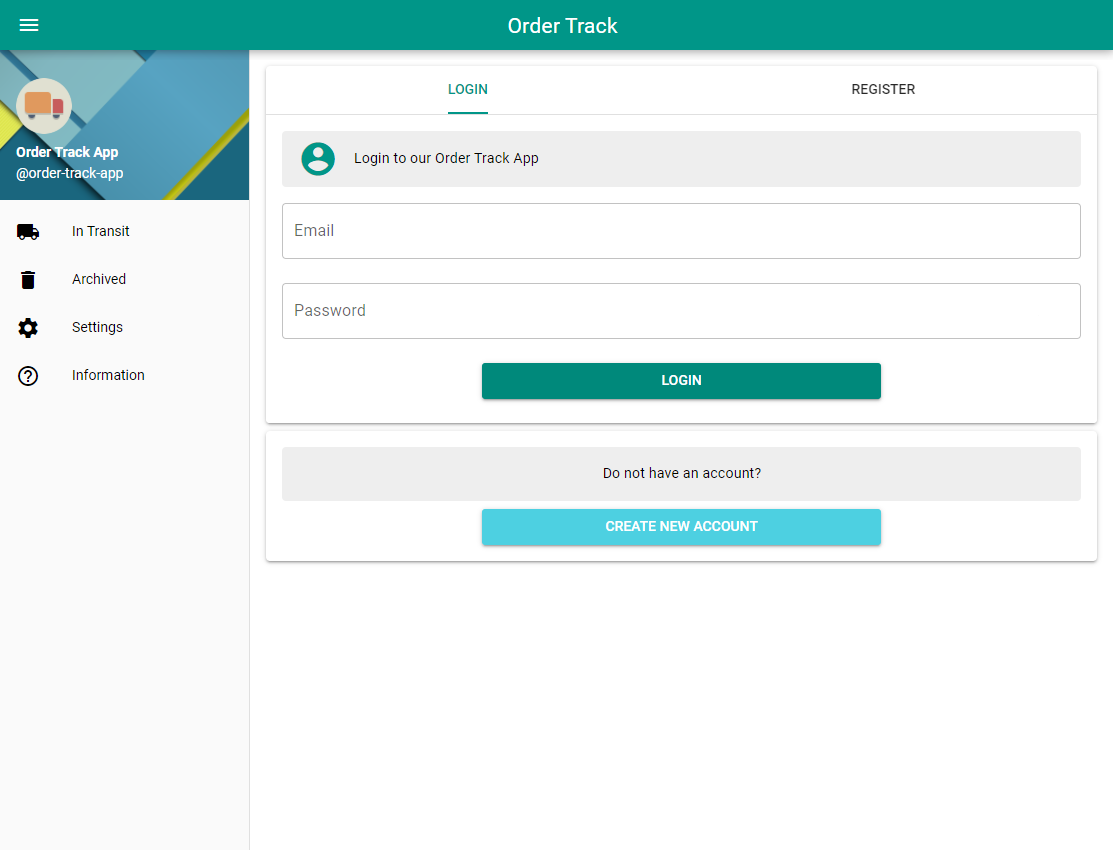 Order Track
Order Track App
@order-track-app
In Transit
Archived
Settings
Information
LOGIN
REGISTER
Login to our Order Track App
Email
Password
LOGIN
Do not have an account?
CREATE NEW ACCOUNT